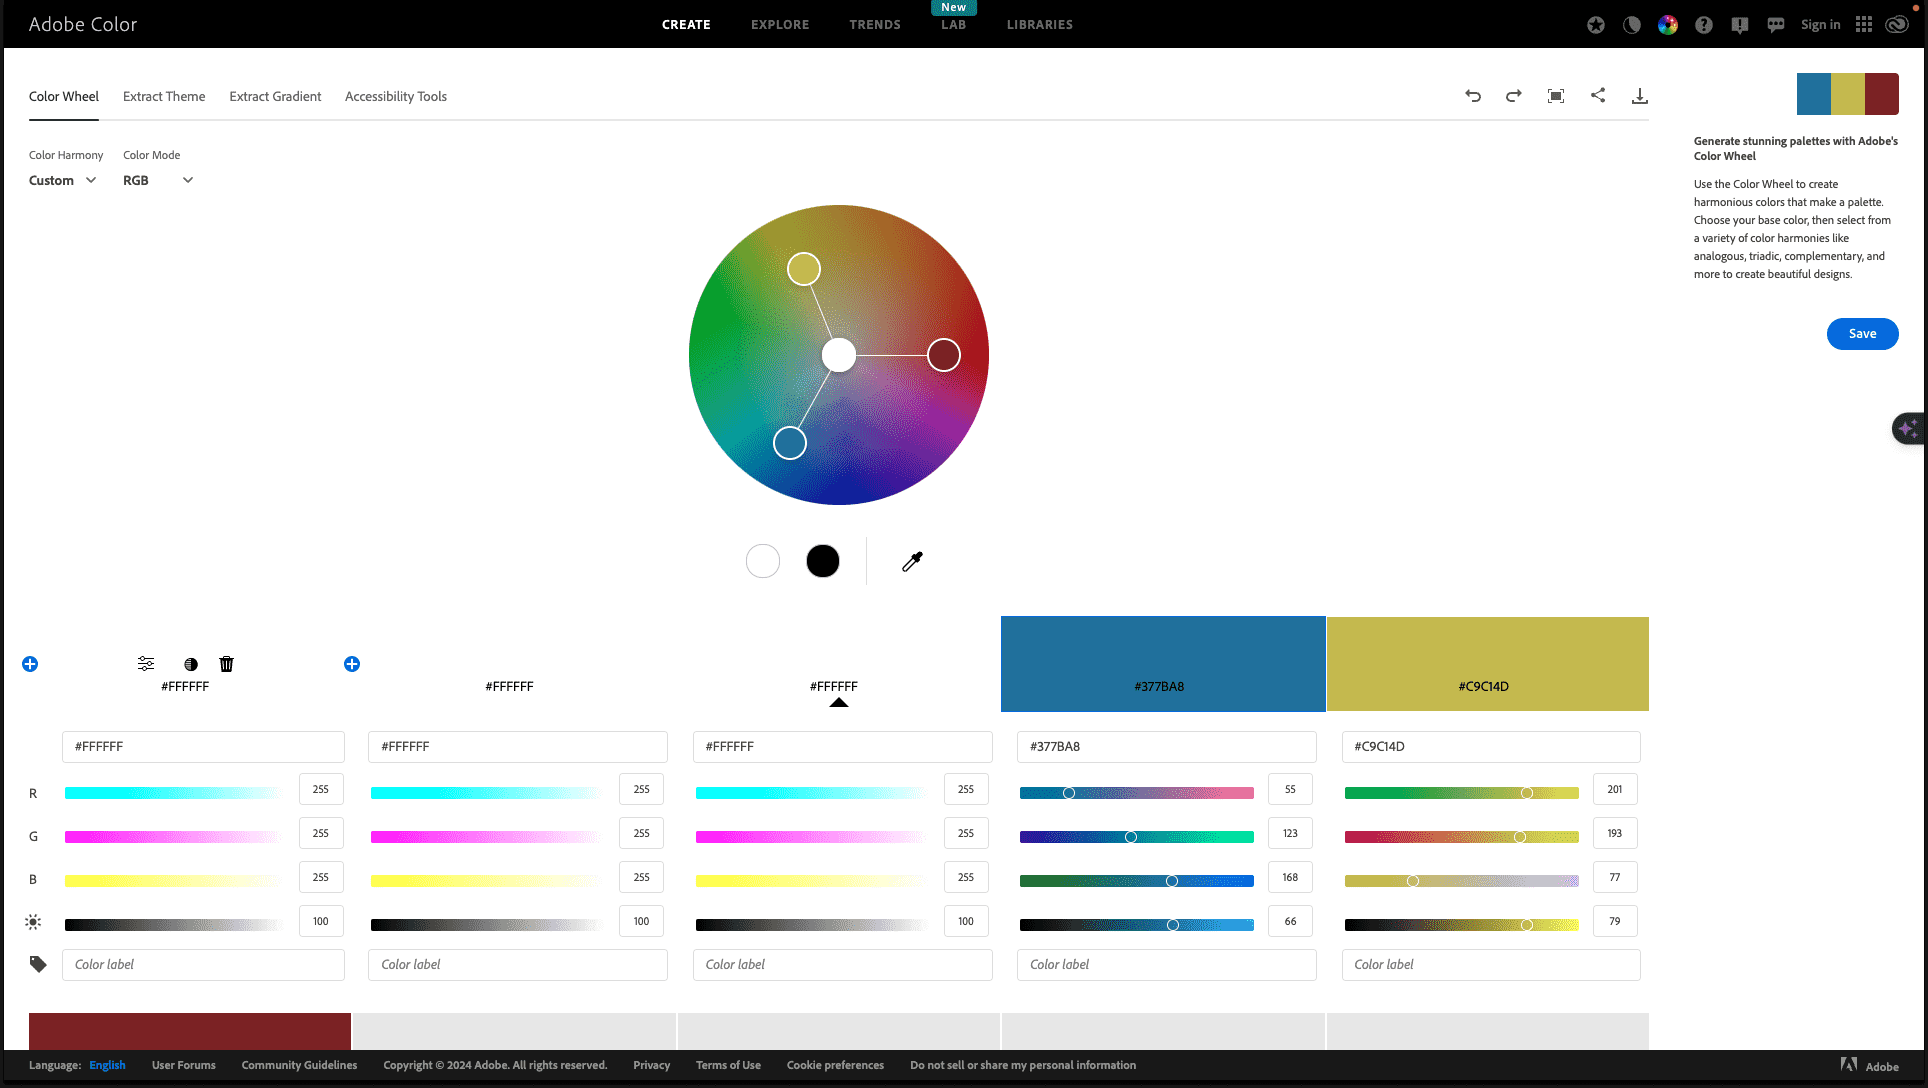 New
Adobe Color
CREATE EXPLORE TRENDS LAB LIBRARIES
Sign in
Color Wheel Extract Theme Extract Gradient Accessibility Tools
Color Harmony Color Mode
Custom RGB
Generate stunning palettes with Adobe's
Color Wheel
Use the Color Wheel to create
harmonious colors that make a palette.
Choose your base color, then select from
a variety of color harmonies like
analogous, triadic, complementary, and
more to create beautiful designs.
Save
#FFFFFF #FFFFFF #FFFFFF #377BA8 #C9C14D
#FFFFFF #FFFFFF #FFFFFF #377BA8 #C9C14D
R 255 255 255 55 201
G 255 255 255 123 193
B 255 255 255 168 77
100 100 100 66 79
Color label Color label Color label Color label Color label
Language: English User Forums Community Guidelines Copyright © 2024 Adobe. All rights reserved. Privacy Terms of Use Cookie preferences Do not sell or share my personal information Adobe